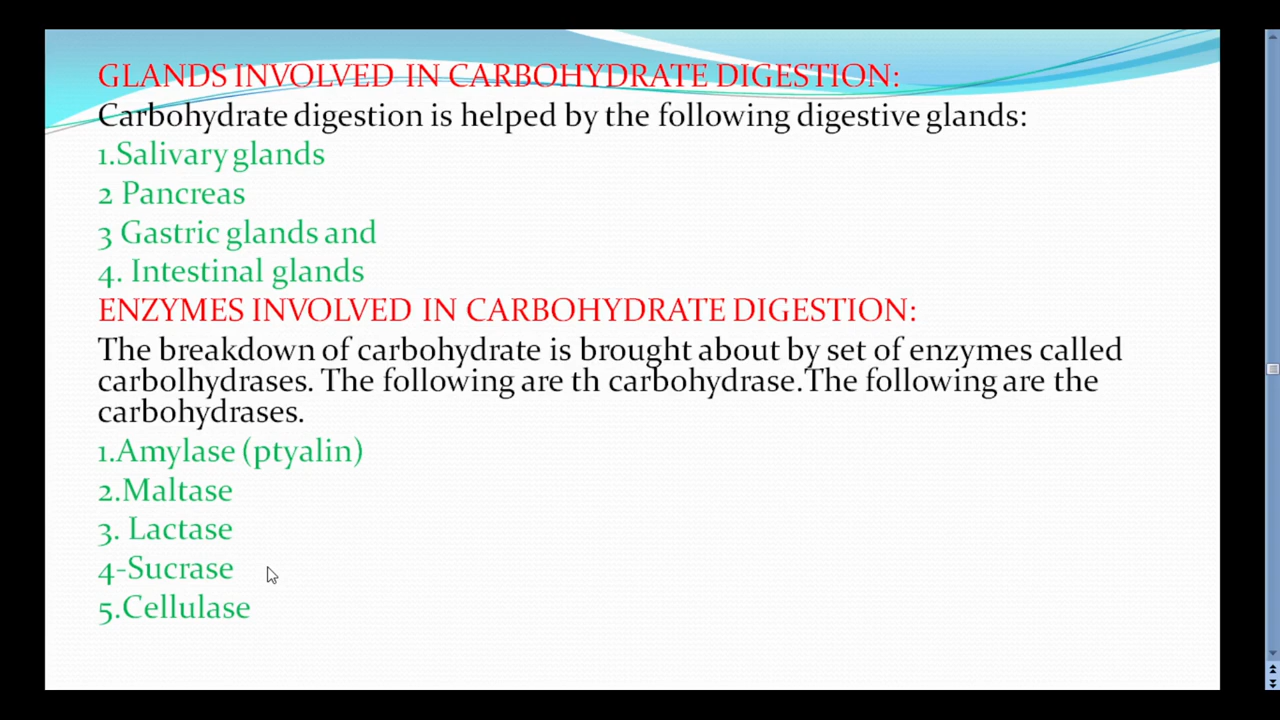 GLANDS INVOLVED IN CARBOHYDRATE DIGESTION:
Carbohydrate digestion is helped by the following digestive glands:
1.Salivary glands
2 Pancreas
3 Gastric glands and
4. Intestinal glands
ENZYMES INVOLVED IN CARBOHYDRATE DIGESTION:
The breakdown of carbohydrate is brought about by set of enzymes called
carbolhydrases. The following are th carbohydrase.The following are the
carbohydrases.
1.Amylase (ptyalin)
2.Maltase
3. Lactase
4-Sucrase
5.Cellulase